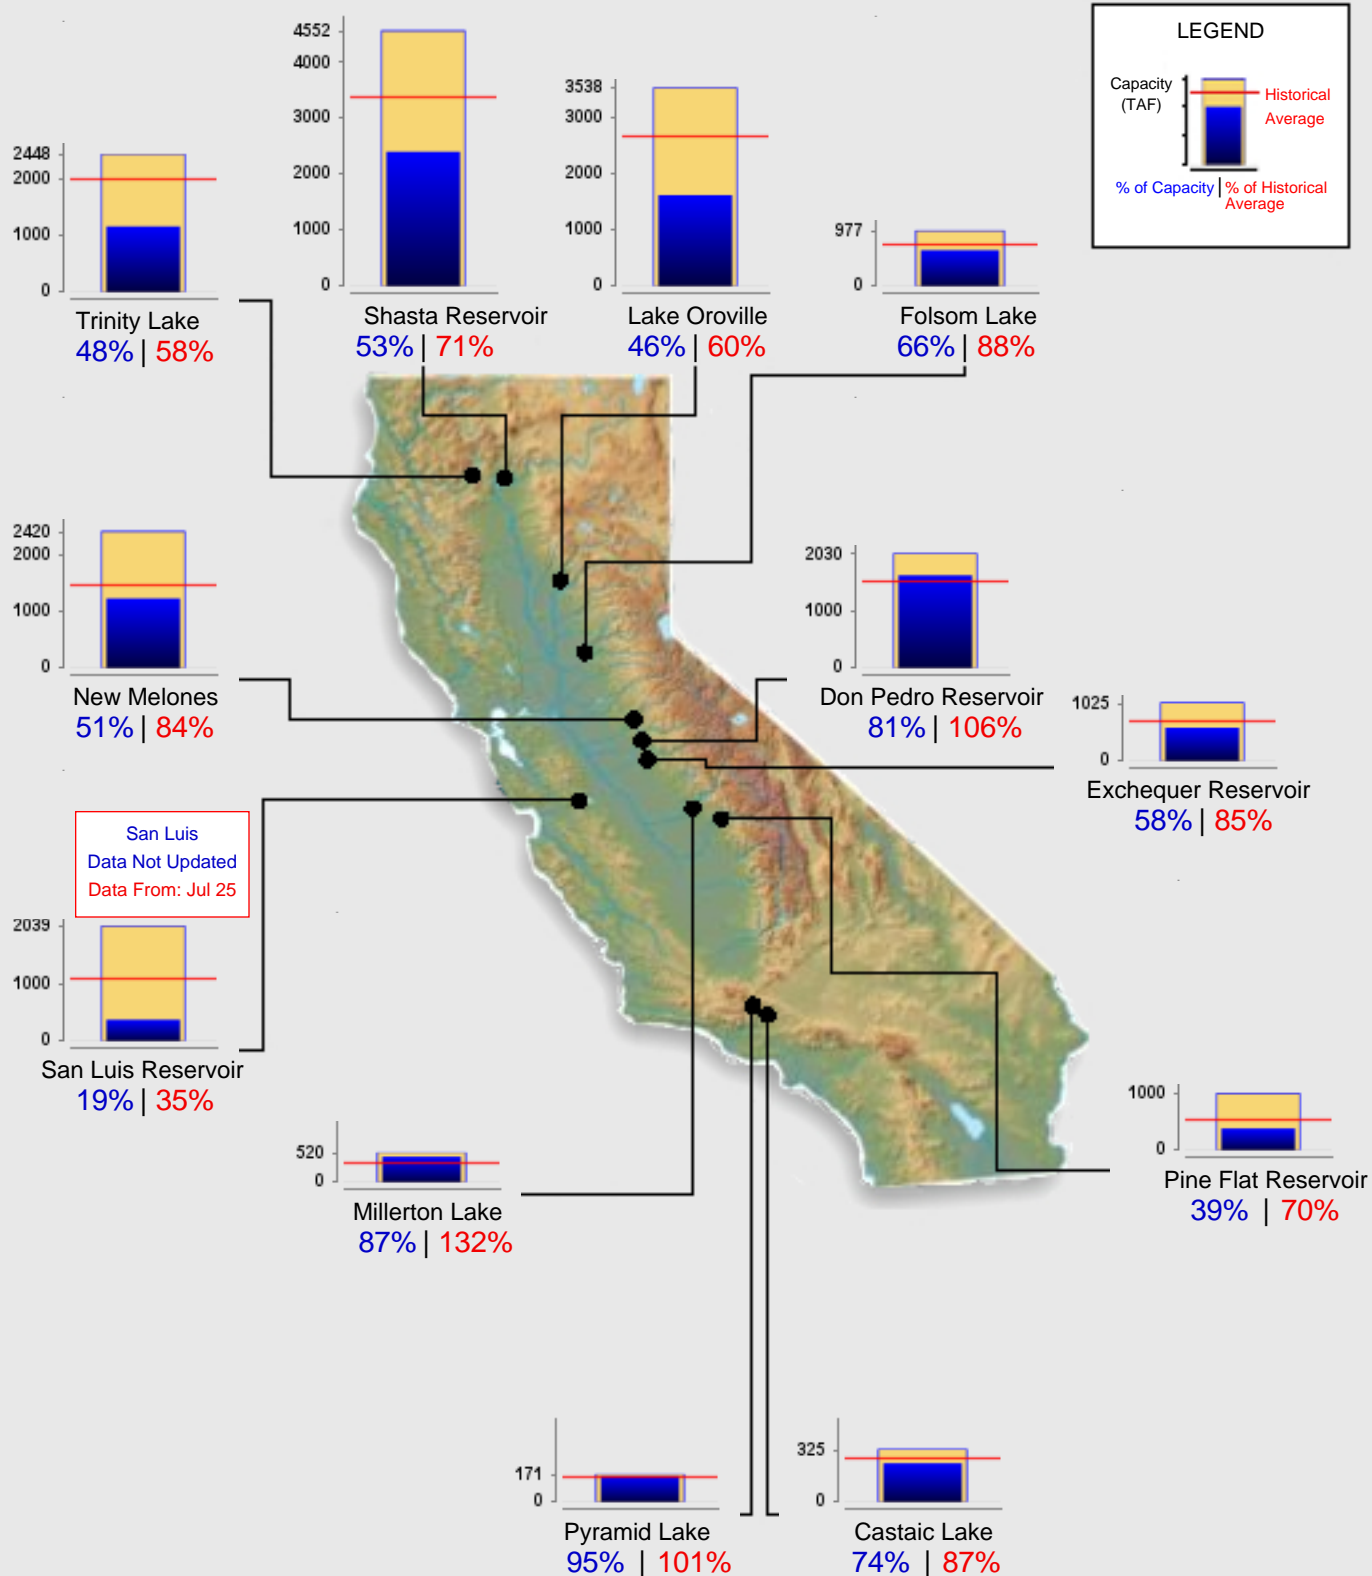 LEGEND
Capacity
(TAF)
Historical
Average
% of Capacity | % of Historical
Average
4552
4000
3000
2000
1000
0
Shasta Reservoir
53% | 71%
3538
3000
2000
1000
0
Lake Oroville
46% | 60%
2448
2000
1000
0
Trinity Lake
48% | 58%
977
0
Folsom Lake
66% | 88%
2420
2000
1000
0
New Melones
51% | 84%
2030
1000
0
Don Pedro Reservoir
81% | 106%
1025
0
Exchequer Reservoir
58% | 85%
San Luis
Data Not Updated
Data From: Jul 25
2039
1000
0
San Luis Reservoir
19% | 35%
1000
0
Pine Flat Reservoir
39% | 70%
520
0
Millerton Lake
87% | 132%
171
0
Pyramid Lake
95% | 101%
325
0
Castaic Lake
74% | 87%